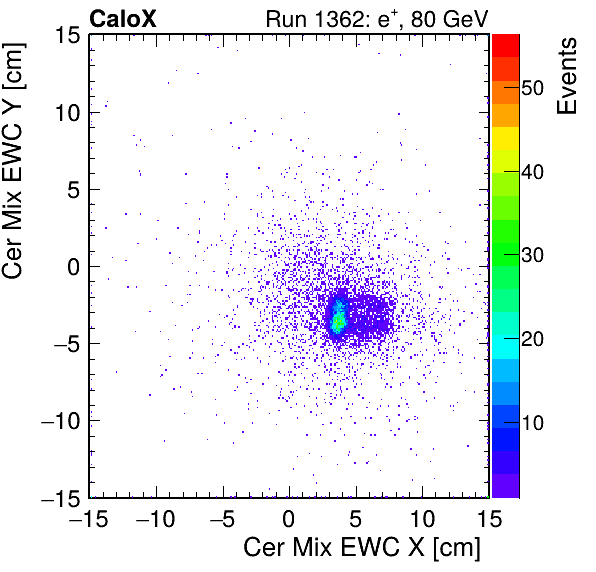 CaloX Run 1362: e+, 80 GeV
Cer Mix EWC Y [cm]
15
10
5
0
−5
−10
−15
−15 −10 −5 0 5 10 15
Cer Mix EWC X [cm]
Events
50
40
30
20
10